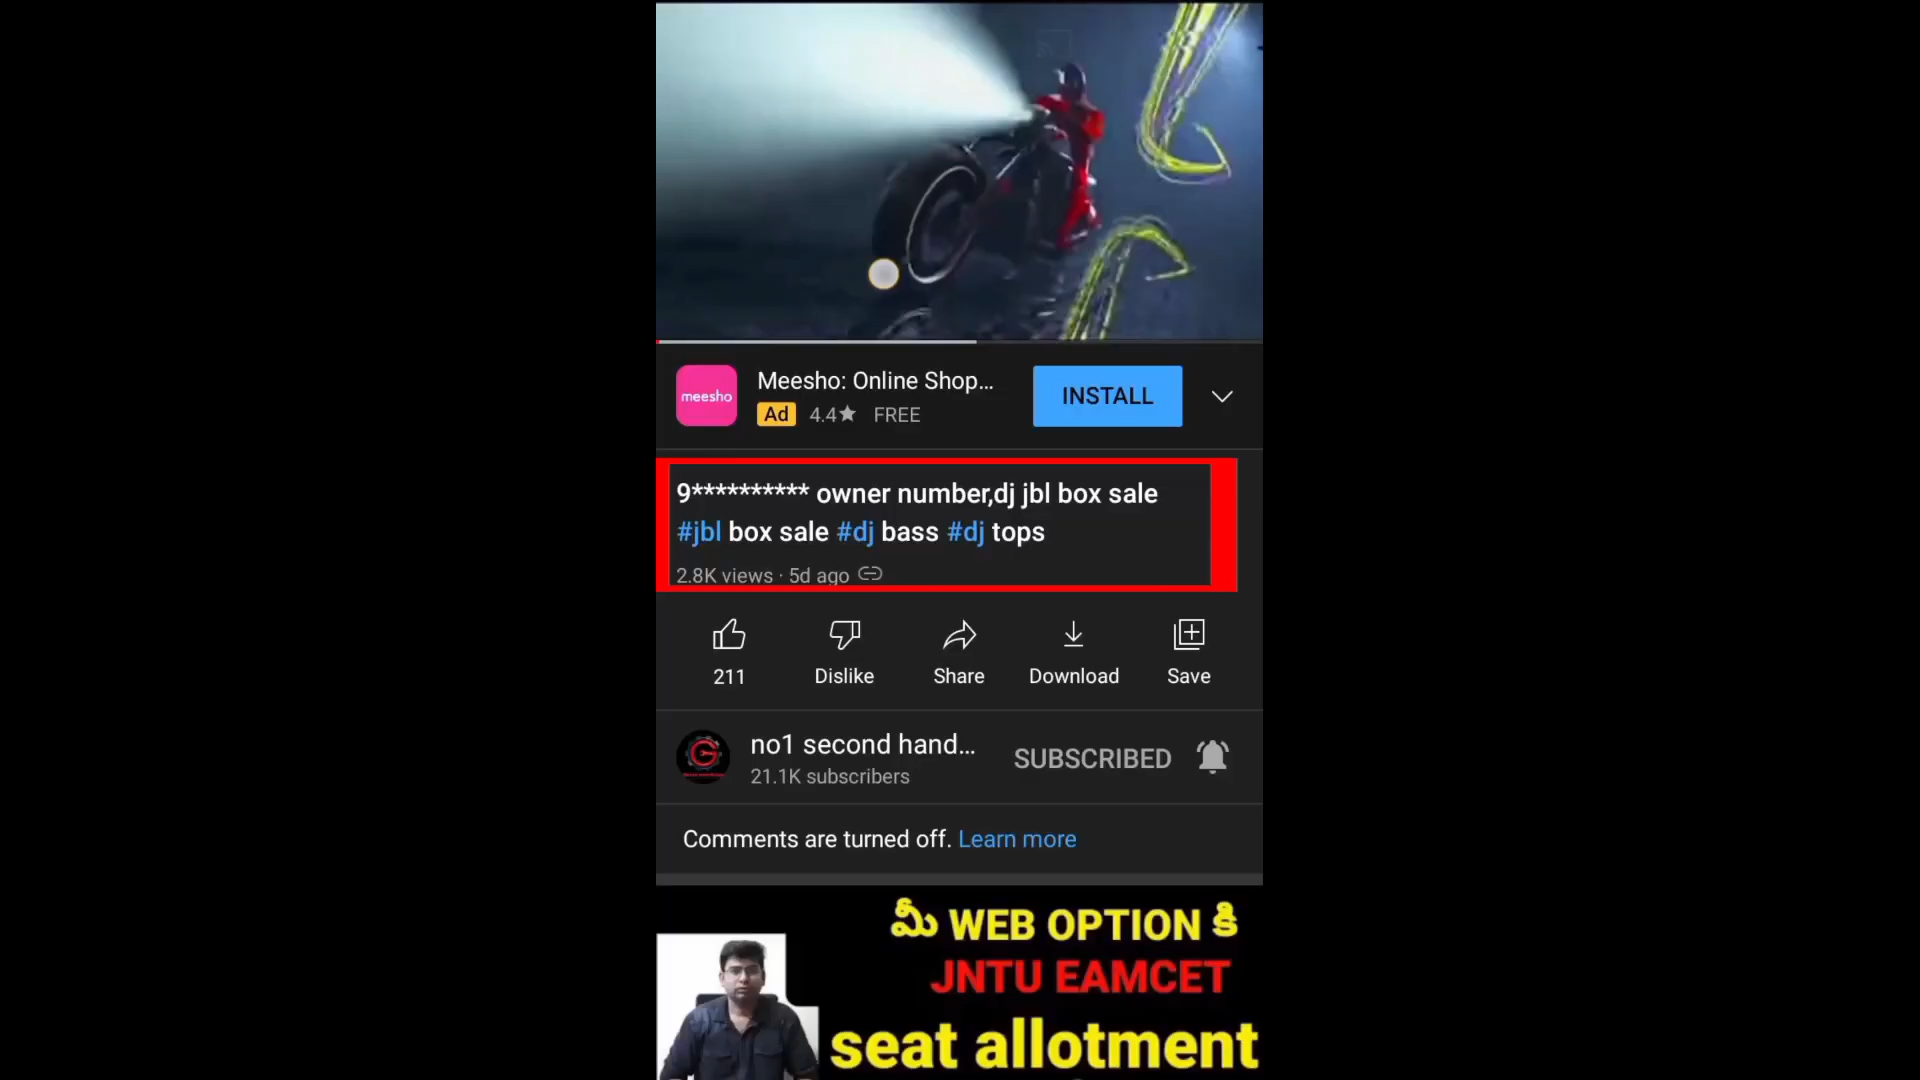 meesho
Meesho: Online Shop...
Ad 4.4★ FREE
INSTALL
9********** owner number,dj jbl box sale
#jbl box sale #dj bass #dj tops
2.8K views · 5d ago
211
Dislike
Share
Download
Save
no1 second hand...
21.1K subscribers
SUBSCRIBED
Comments are turned off. Learn more
మీ WEB OPTION కి
JNTU EAMCET
seat allotment